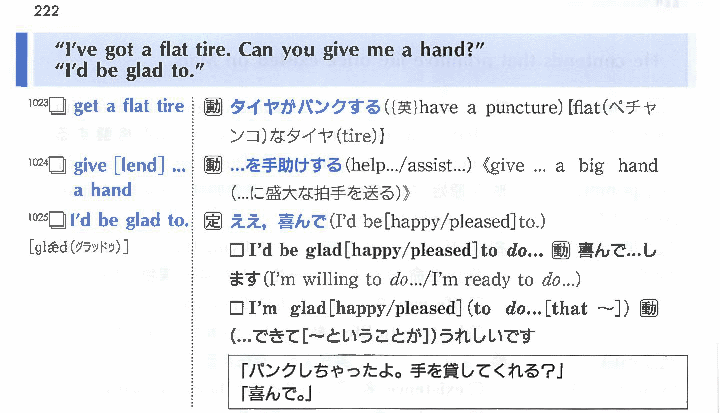 222
"I've got a flat tire. Can you give me a hand?"
"I'd be glad to."
1023□ get a flat tire
動 タイヤがパンクする({英}have a puncture)【flat(ペチャ
ンコ)なタイヤ(tire)】
1024□ give [lend] ...
a hand
動 ...を手助けする(help.../assist...)《give ... a big hand
(...に盛大な拍手を送る)》
1025□ I'd be glad to.
[glǽd(グラッドゥ)]
定 ええ，喜んで(I'd be[happy/pleased]to.)
□ I'd be glad[happy/pleased]to do... 動 喜んで...し
ます(I'm willing to do.../I'm ready to do...)
□ I'm glad[happy/pleased](to do...[that ～]) 動
(...できて[～ということが])うれしいです
「パンクしちゃったよ。手を貸してくれる？」
「喜んで。」